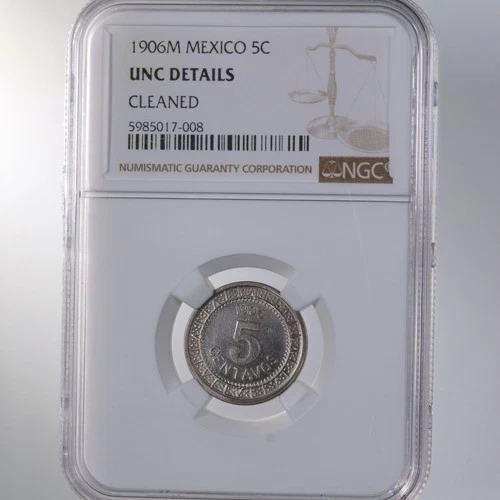 1906M MEXICO 5C
UNC DETAILS
CLEANED
5985017-008
NUMISMATIC GUARANTY CORPORATION
NGC
5
CENTAVOS